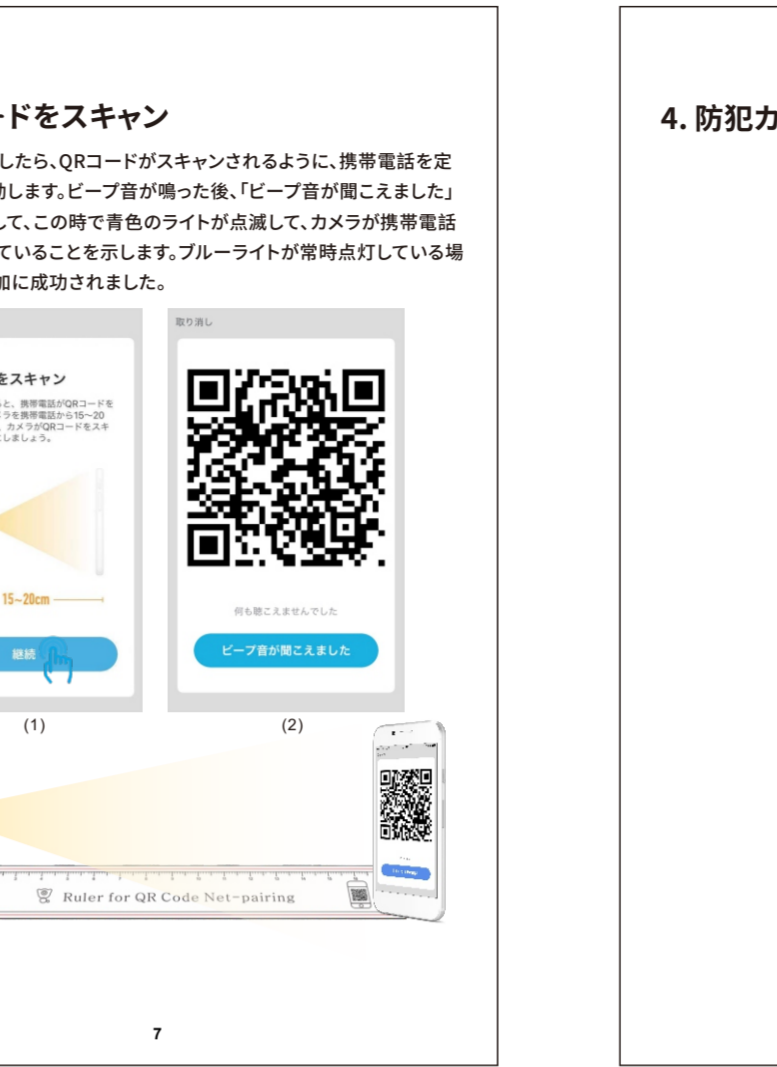 ードをスキャン
したら、QRコードがスキャンされるように、携帯電話を定
動します。ビープ音が鳴った後、「ビープ音が聞こえました」
して、この時で青色のライトが点滅して、カメラが携帯電話
ていることを示します。ブルーライトが常時点灯している場
加に成功されました。
をスキャン
ると、携帯電話がQRコードを
メラを携帯電話から15~20
、カメラがQRコードをスキ
にしましょう。
15~20cm
継続
(1)
取り消し
何も聴こえませんでした
ビープ音が聞こえました
(2)
Ruler for QR Code Net-pairing
7
4. 防犯カ